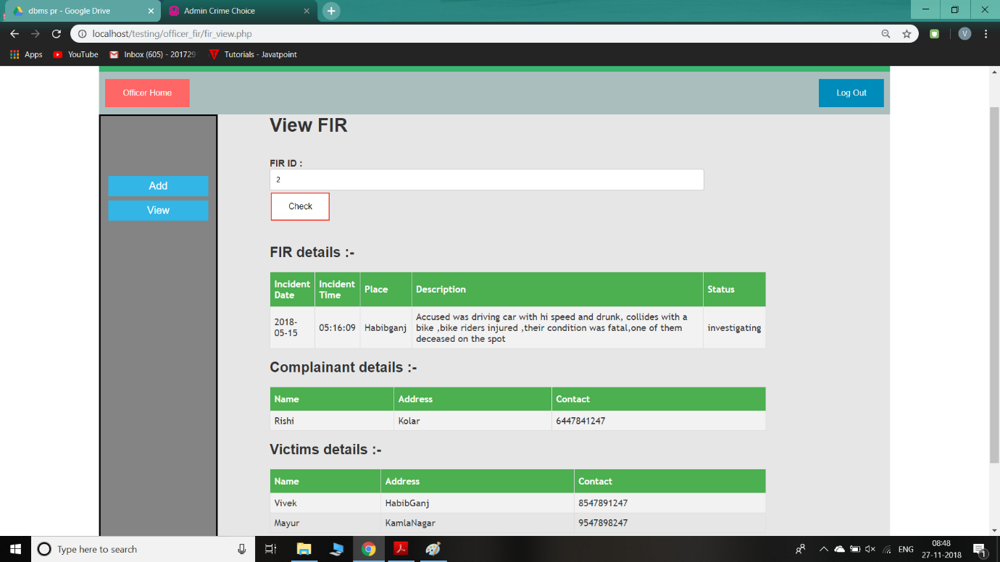 dbms pr - Google Drive
Admin Crime Choice
localhost/testing/officer_fir/fir_view.php
V
Apps YouTube Inbox (605) - 201729 Tutorials - Javatpoint
Officer Home
Log Out
View FIR
FIR ID :
2
Check
Add
View
FIR details :-
Incident Date Incident Time Place Description Status
2018-05-15 05:16:09 Habibganj Accused was driving car with hi speed and drunk, collides with a
bike ,bike riders injured ,their condition was fatal,one of them
deceased on the spot
investigating
Complainant details :-
Name Address Contact
Rishi Kolar 6447841247
Victims details :-
Name Address Contact
Vivek HabibGanj 8547891247
Mayur KamlaNagar 9547898247
Type here to search
ENG
08:48
27-11-2018
1